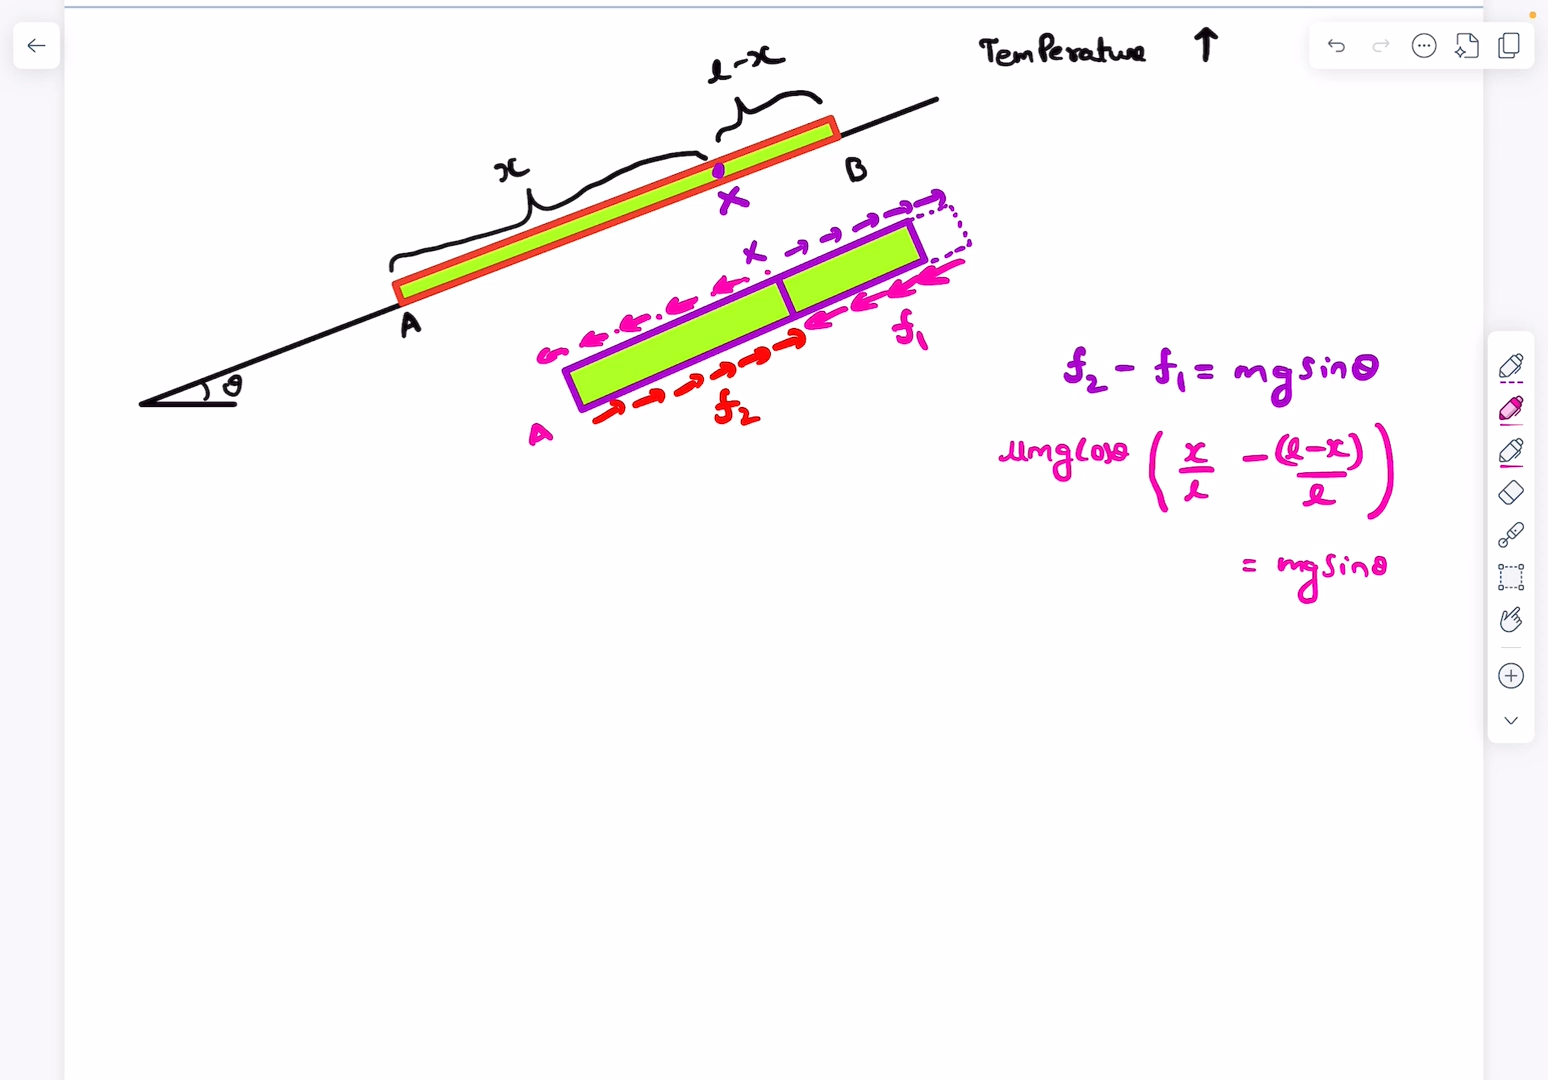 Temperature ↑
l-x
x
B
X
A
θ
X
f₁
f₂
A
f₂ - f₁ = mg sinθ
μmg cosθ ( x/l - (l-x)/l )
= mg sinθ